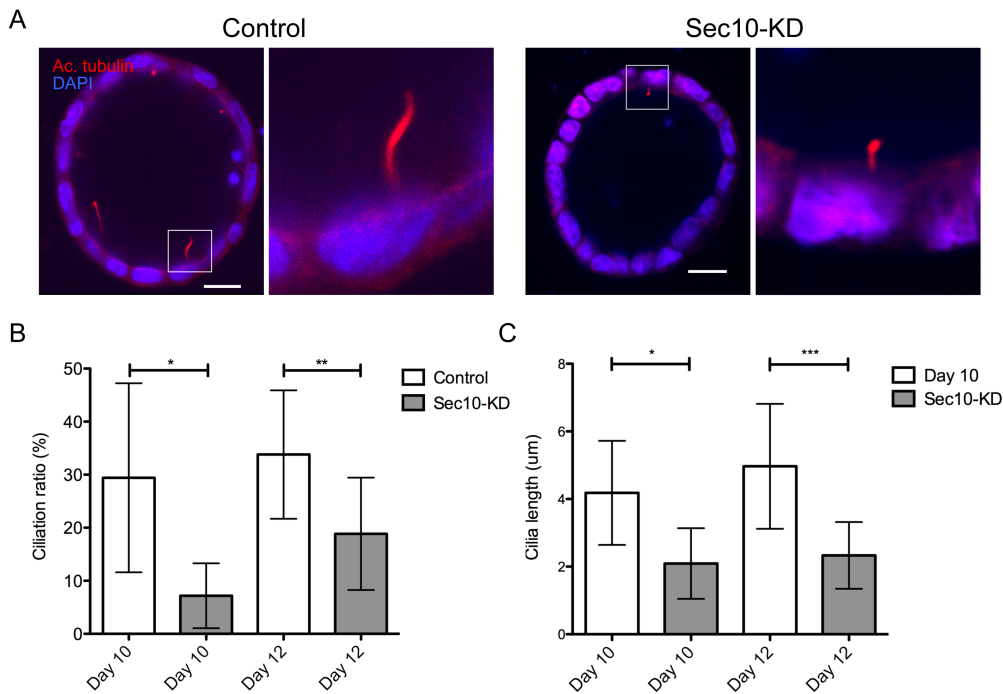 A
Control
Sec10-KD
Ac. tubulin
DAPI
B
Ciliation ratio (%)
50
40
30
20
10
0
*
**
Control
Sec10-KD
Day 10
Day 10
Day 12
Day 12
C
Cilia length (um)
8
6
4
2
0
*
***
Day 10
Sec10-KD
Day 10
Day 10
Day 12
Day 12